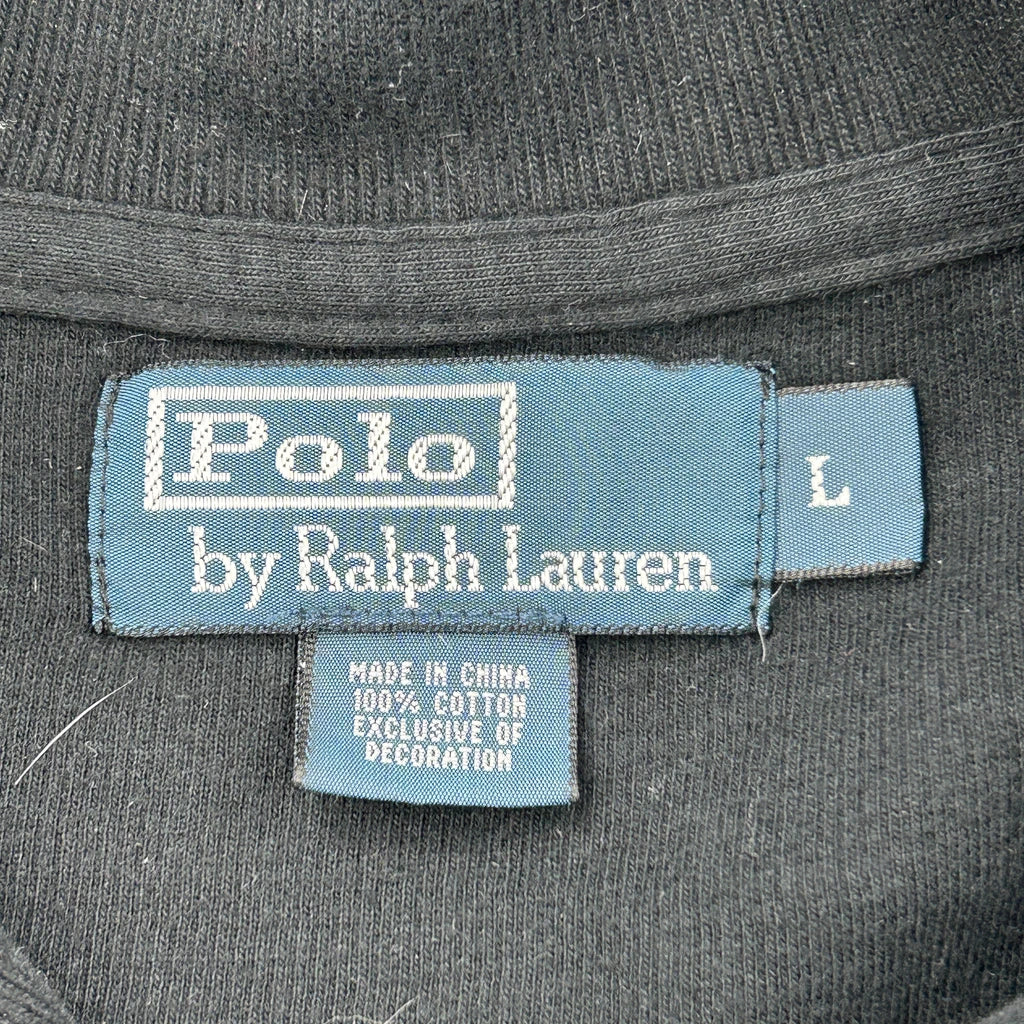 Polo
by Ralph Lauren
L
MADE IN CHINA
100% COTTON
EXCLUSIVE OF
DECORATION